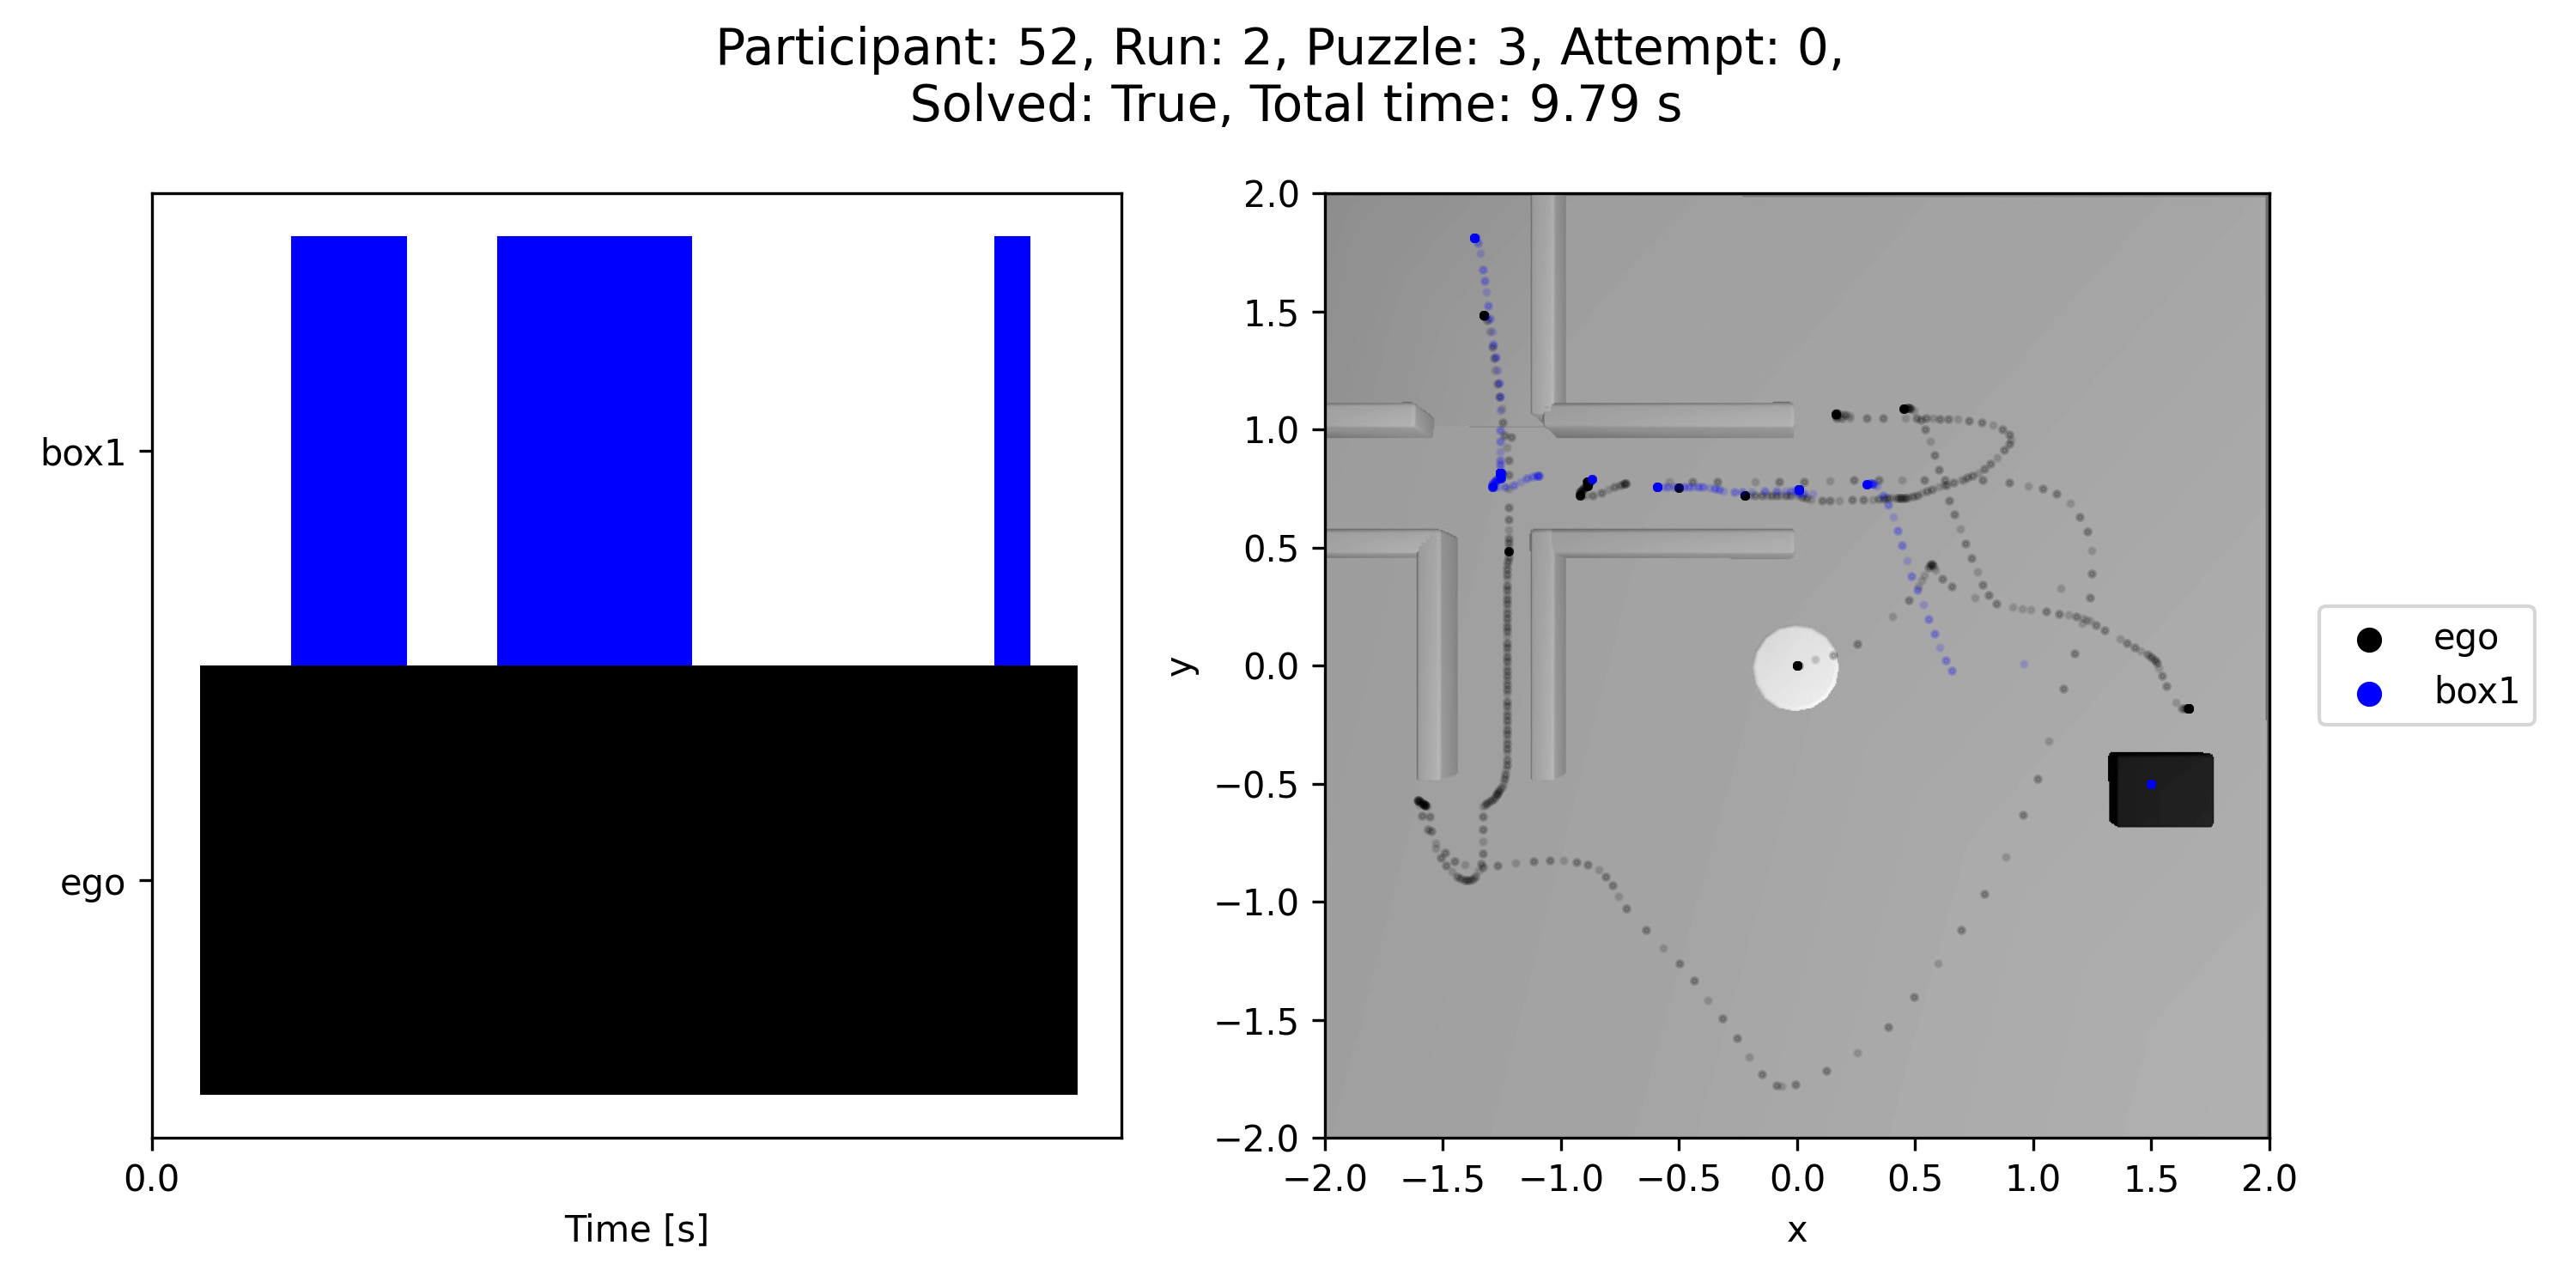 Participant: 52, Run: 2, Puzzle: 3, Attempt: 0,
Solved: True, Total time: 9.79 s
box1
ego
0.0
Time [s]
2.0
1.5
1.0
0.5
0.0
−0.5
−1.0
−1.5
−2.0
y
−2.0 −1.5 −1.0 −0.5 0.0 0.5 1.0 1.5 2.0
x
ego
box1